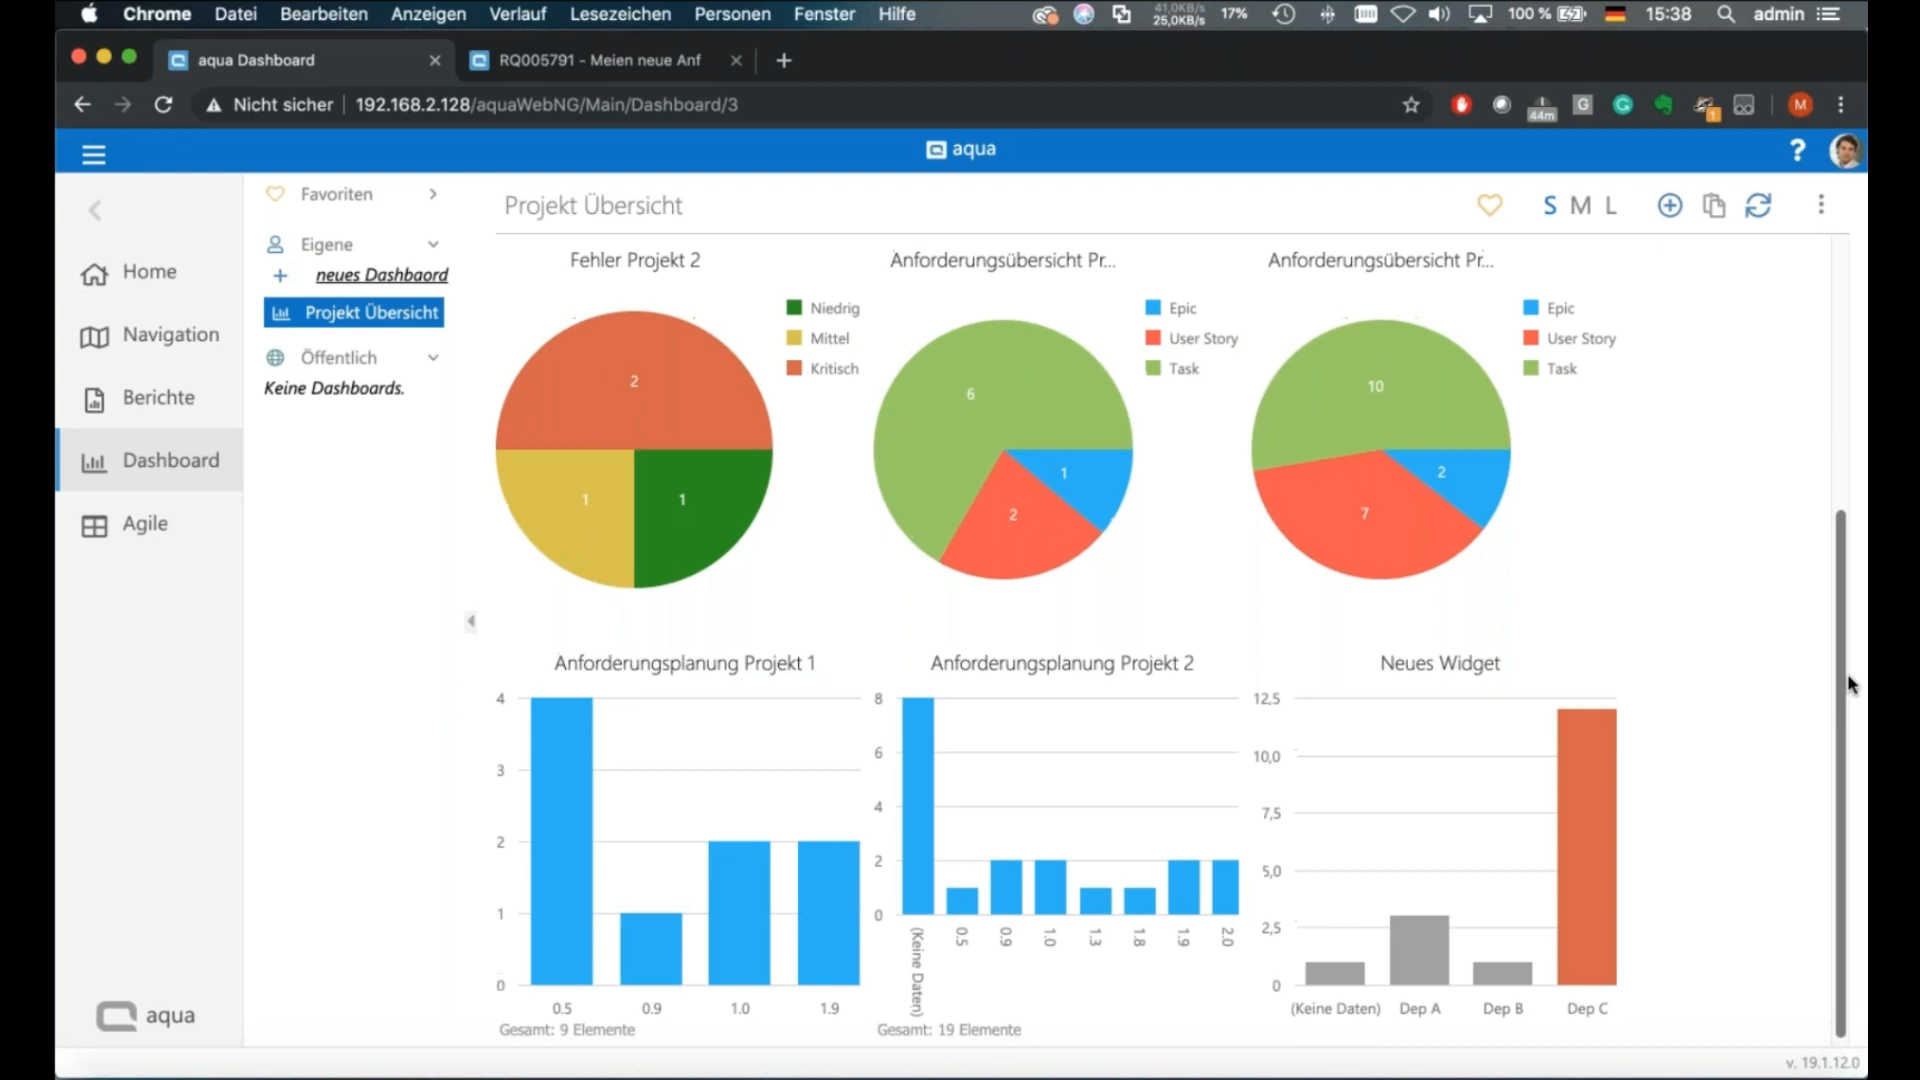 Chrome Datei Bearbeiten Anzeigen Verlauf Lesezeichen Personen Fenster Hilfe 41,0KB/s 25,0KB/s 17% 100 % 15:38 admin
aqua Dashboard RQ005791 - Meien neue Anf
Nicht sicher 192.168.2.128/aquaWebNG/Main/Dashboard/3 44m G G 1 M
aqua ?
Home
Navigation
Berichte
Dashboard
Agile
aqua
Favoriten
Eigene
neues Dashbaord
Projekt Übersicht
Öffentlich
Keine Dashboards.
Projekt Übersicht S M L
Fehler Projekt 2
Niedrig
Mittel
Kritisch
2
1
1
Anforderungsübersicht Pr...
Epic
User Story
Task
6
1
2
Anforderungsübersicht Pr...
Epic
User Story
Task
10
2
7
Anforderungsplanung Projekt 1
4
3
2
1
0
0.5 0.9 1.0 1.9
Gesamt: 9 Elemente
Anforderungsplanung Projekt 2
8
6
4
2
0
(Keine Daten) 0.5 0.9 1.0 1.3 1.8 1.9 2.0
Gesamt: 19 Elemente
Neues Widget
12,5
10,0
7,5
5,0
2,5
0
(Keine Daten) Dep A Dep B Dep C
v. 19.1.12.0